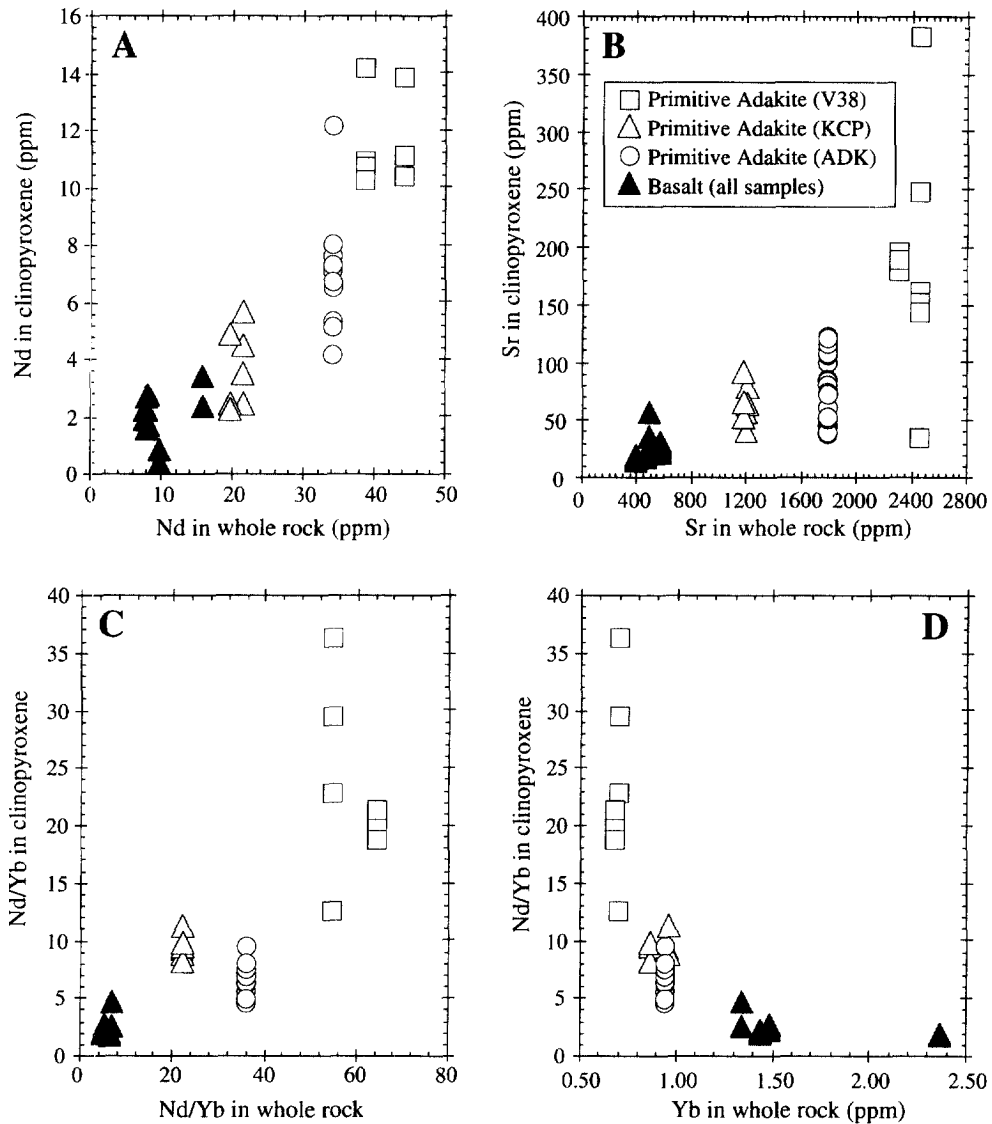 A
16
14
12
10
8
6
4
2
0
Nd in clinopyroxene (ppm)
0 10 20 30 40 50
Nd in whole rock (ppm)
B
400
350
300
250
200
150
100
50
0
Sr in clinopyroxene (ppm)
Primitive Adakite (V38)
Primitive Adakite (KCP)
Primitive Adakite (ADK)
Basalt (all samples)
0 400 800 1200 1600 2000 2400 2800
Sr in whole rock (ppm)
C
40
35
30
25
20
15
10
5
0
Nd/Yb in clinopyroxene
0 20 40 60 80
Nd/Yb in whole rock
D
40
35
30
25
20
15
10
5
0
Nd/Yb in clinopyroxene
0.50 1.00 1.50 2.00 2.50
Yb in whole rock (ppm)